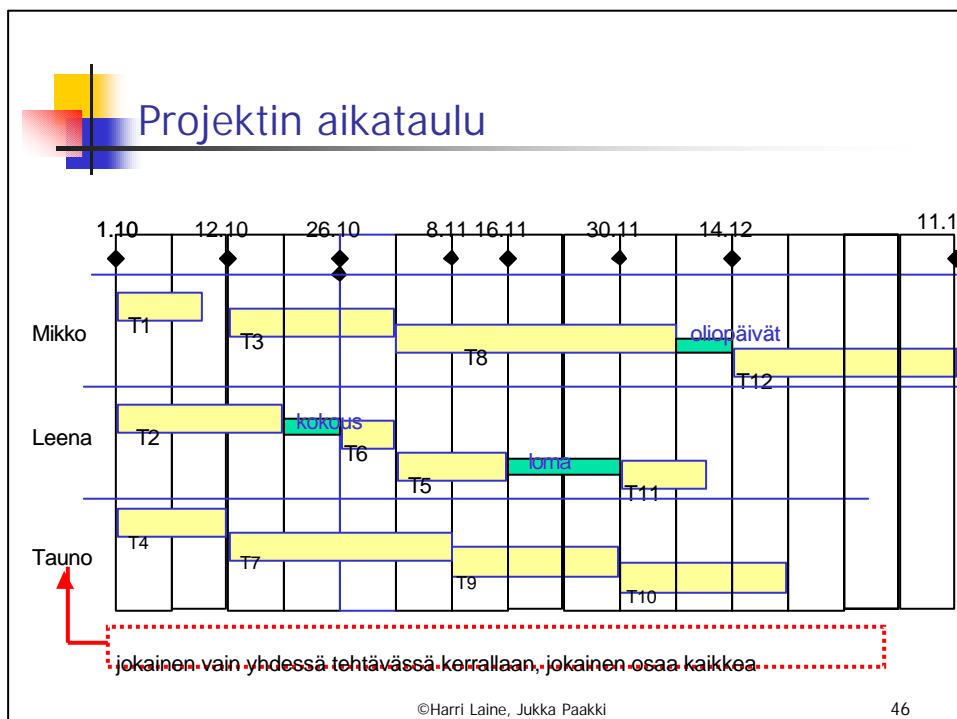 Projektin aikataulu
1.10 12.10 26.10 8.11 16.11 30.11 14.12 11.1
Mikko T1 T3 T8 oliopäivät T12
Leena T2 kokous T6 T5 loma T11
Tauno T4 T7 T9 T10
jokainen vain yhdessä tehtävässä kerrallaan, jokainen osaa kaikkea
©Harri Laine, Jukka Paakki 46